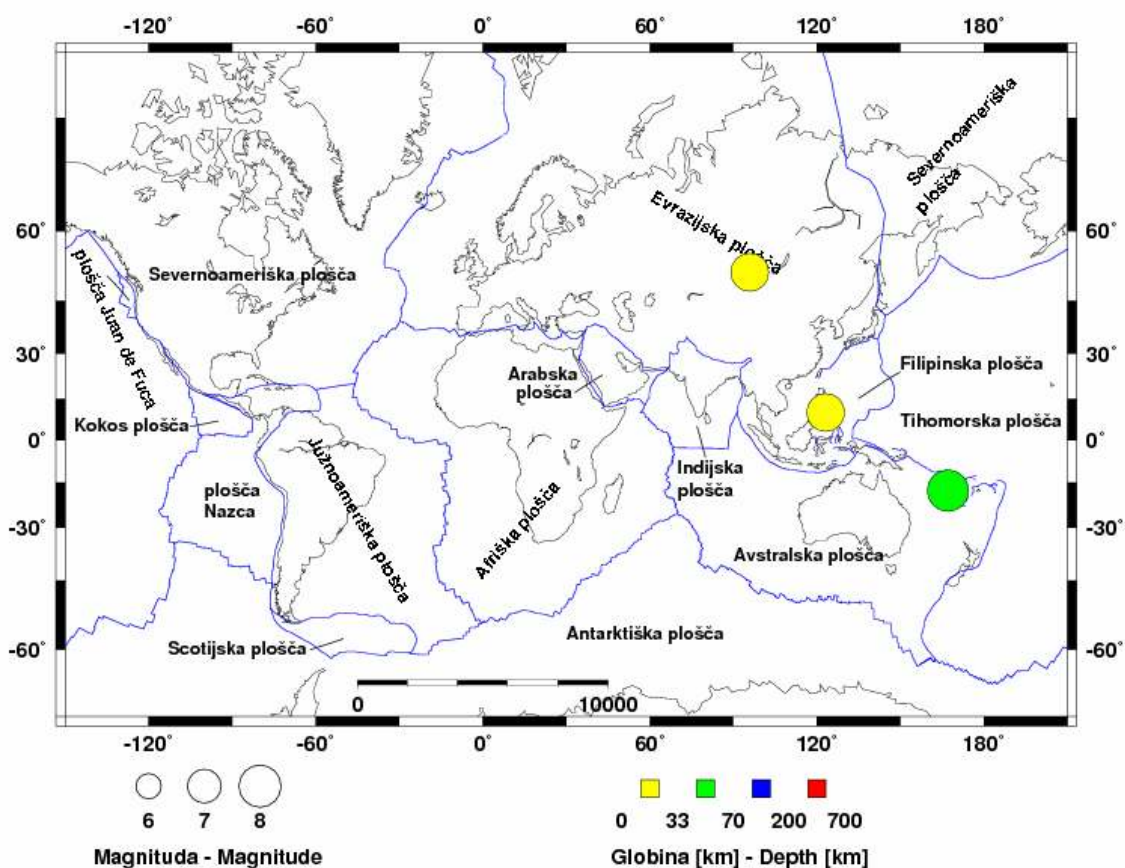 -120° -60° 0° 60° 120° 180°
60°
30°
0°
-30°
-60°
60°
30°
0°
-30°
-60°
Severnoameriška
plošča
Evrazijska plošča
Severnoameriška plošča
plošča Juan de Fuca
Arabska
plošča
Filipinska plošča
Kokos plošča
Tihomorska plošča
Južnoameriška plošča
Indijska
plošča
plošča
Nazca
Afriška plošča
Avstralska plošča
Antarktiška plošča
Scotijska plošča
0 10000
-120° -60° 0° 60° 120° 180°
6 7 8
0 33 70 200 700
Magnituda - Magnitude
Globina [km] - Depth [km]